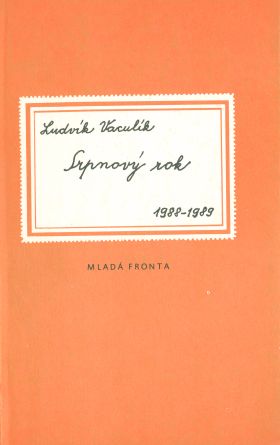 Ludvík Vaculík
Srpnový rok
1988-1989
MLADÁ FRONTA